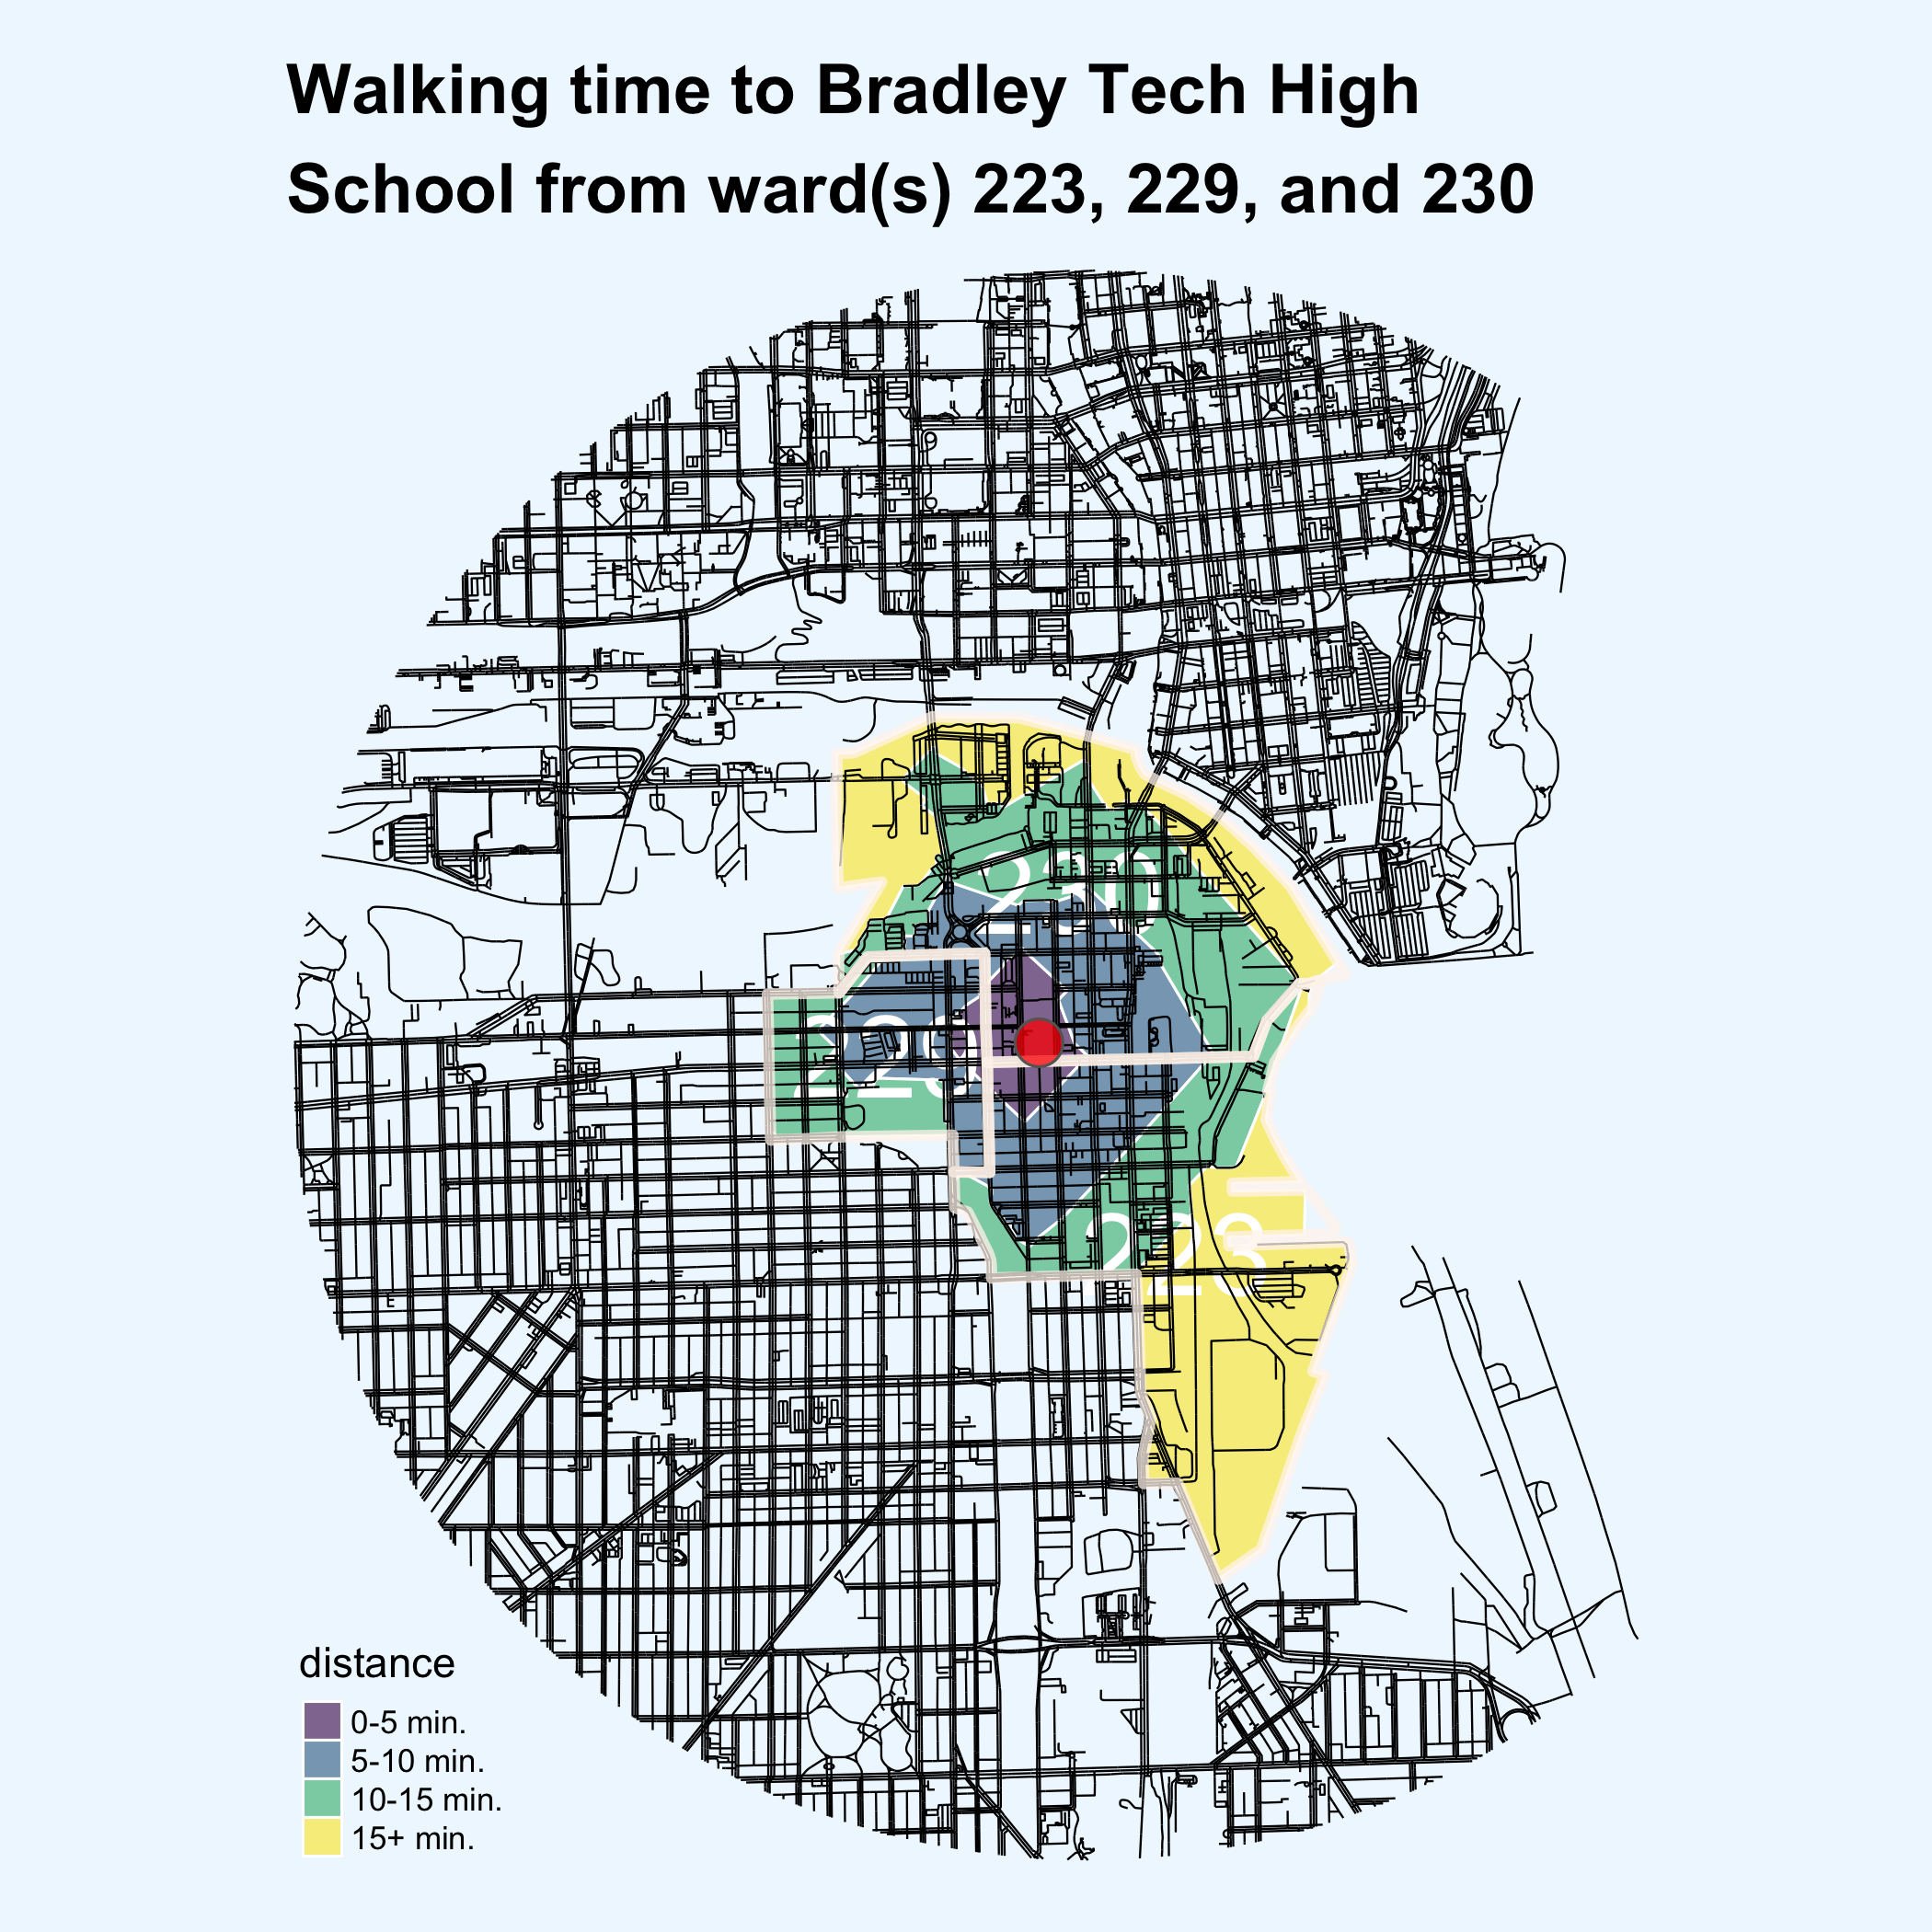 Walking time to Bradley Tech High
School from ward(s) 223, 229, and 230
230
229
223
distance
0-5 min.
5-10 min.
10-15 min.
15+ min.